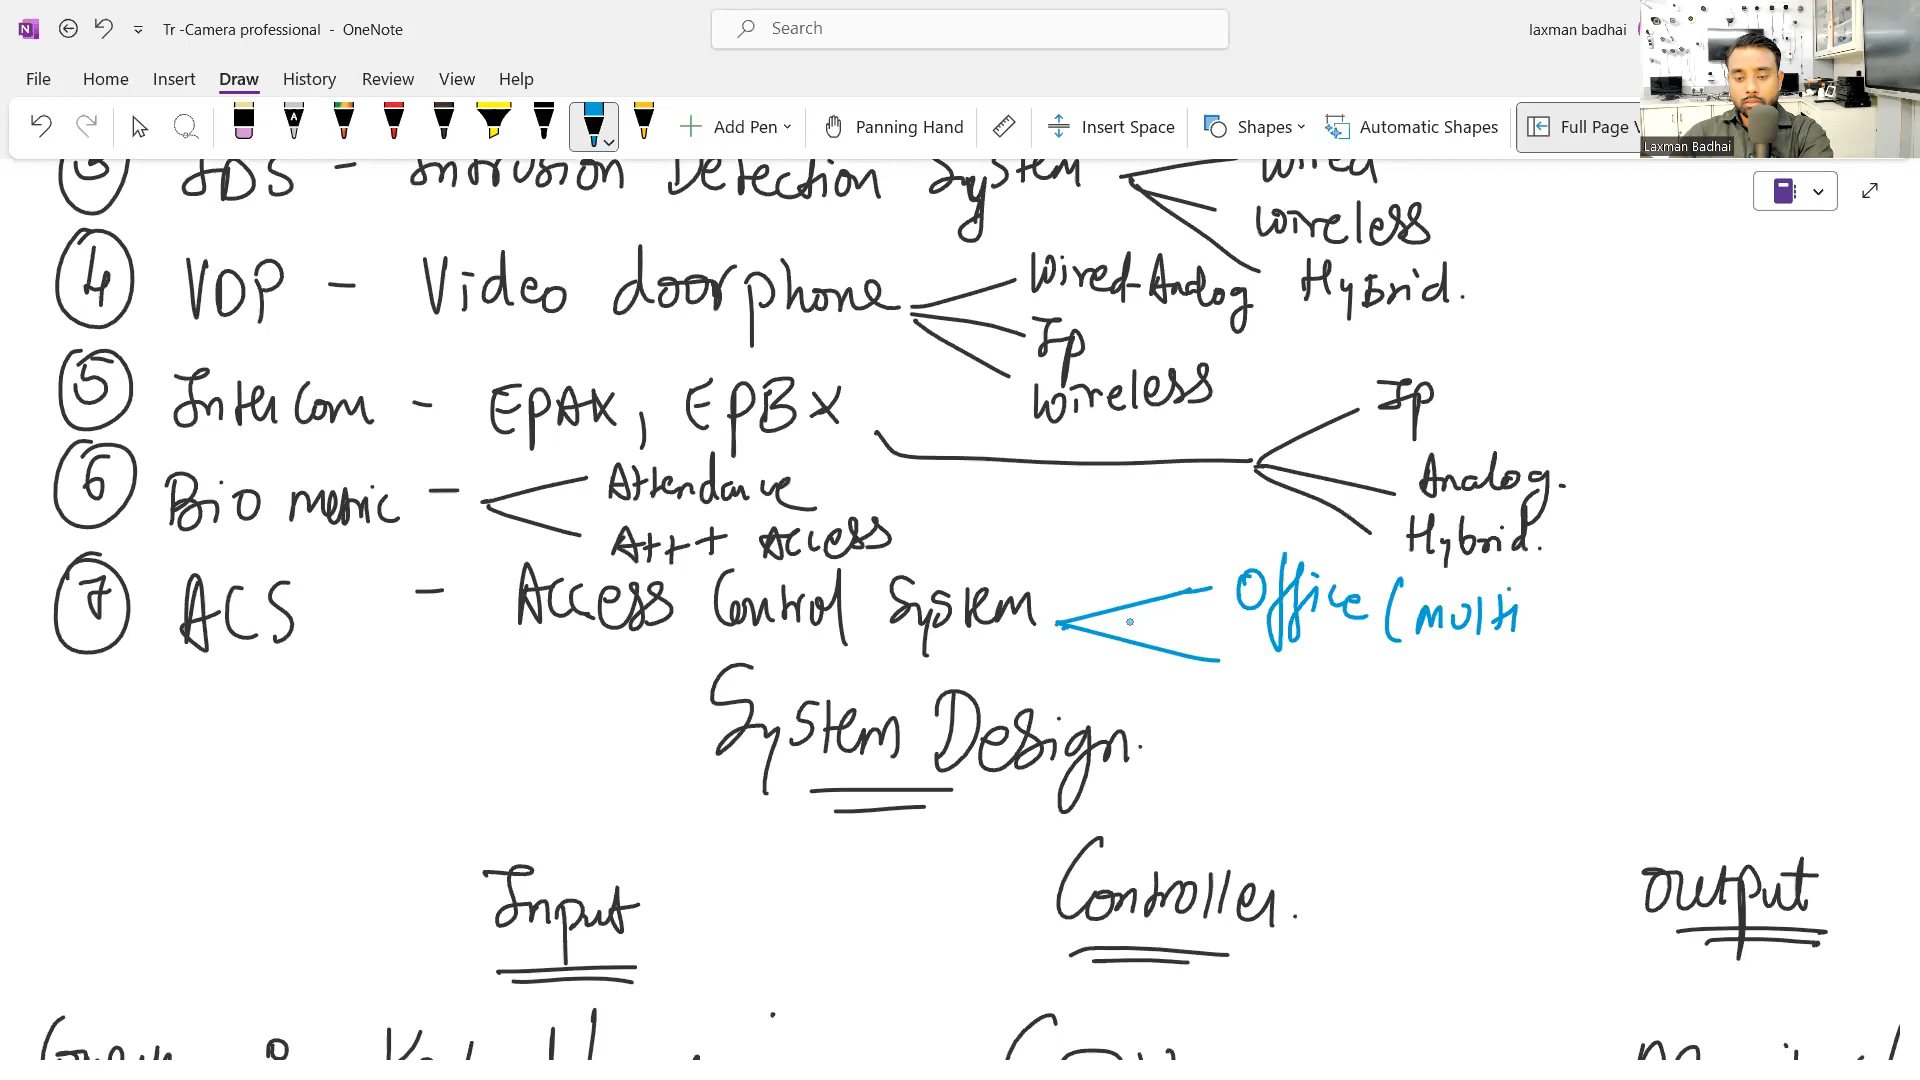 Tr -Camera professional - OneNote
Search
laxman badhai
File Home Insert Draw History Review View Help
Add Pen Panning Hand Insert Space Shapes Automatic Shapes Full Page V
Laxman Badhai
③ IDS - Intrusion Detection System Wired
Wireless
Hybrid.
④ VDP - Video doorphone Wired-Analog
Ip
Wireless
⑤ Intercom - EPAX, EPBX Ip
Analog.
Hybrid.
⑥ Bio metric - Attendance
Att + Access
⑦ ACS - Access Control System Office (multi
System Design.
Input Controller. Output